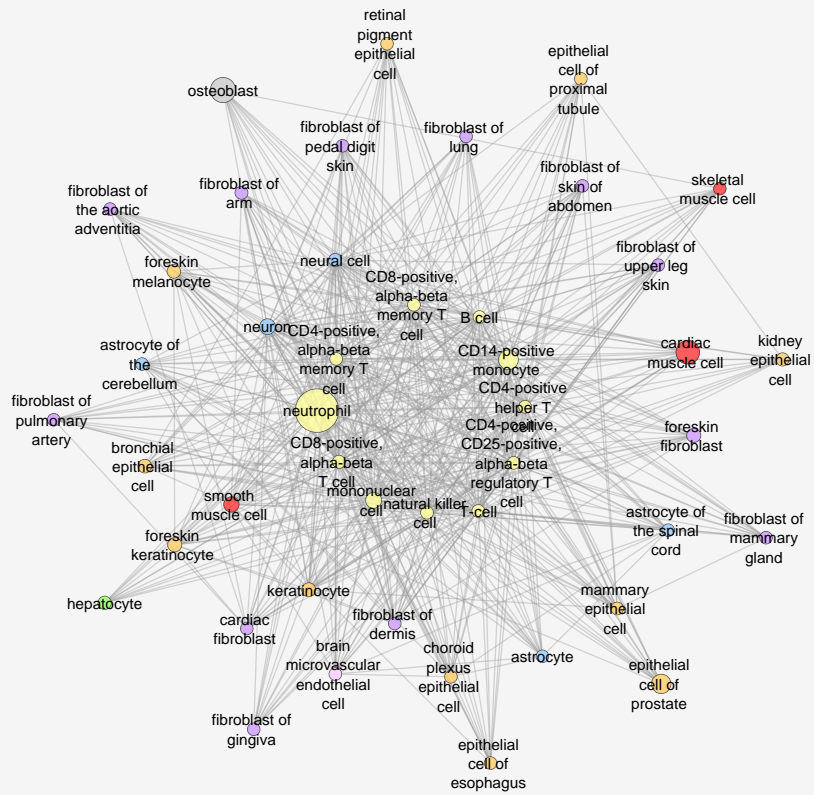 retinal
pigment
epithelial
cell
epithelial
cell of
proximal
tubule
osteoblast
fibroblast of
pedal digit
skin
fibroblast of
lung
fibroblast of
skin of
abdomen
skeletal
muscle cell
fibroblast of
the aortic
adventitia
fibroblast of
arm
foreskin
melanocyte
neural cell
CD8-positive,
alpha-beta
memory T
cell
B cell
fibroblast of
upper leg
skin
neuron
CD4-positive,
alpha-beta
memory T
cell
CD14-positive
monocyte
cardiac
muscle cell
kidney
epithelial
cell
astrocyte of
the
cerebellum
CD4-positive
helper T
cell
neutrophil
fibroblast of
pulmonary
artery
CD4-positive,
CD25-positive,
alpha-beta
regulatory T
cell
foreskin
fibroblast
bronchial
epithelial
cell
CD8-positive,
alpha-beta
T cell
smooth
muscle cell
mononuclear
cell
natural killer
cell
T-cell
astrocyte of
the spinal
cord
fibroblast of
mammary
gland
foreskin
keratinocyte
hepatocyte
keratinocyte
cardiac
fibroblast
fibroblast of
dermis
mammary
epithelial
cell
brain
microvascular
endothelial
cell
choroid
plexus
epithelial
cell
astrocyte
epithelial
cell of
prostate
fibroblast of
gingiva
epithelial
cell of
esophagus